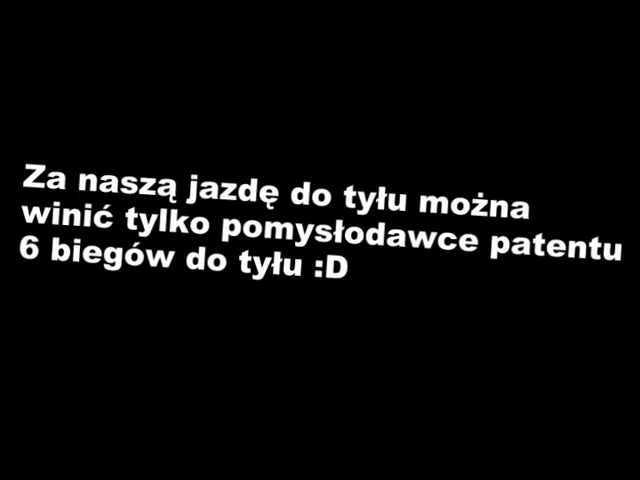 Za naszą jazdę do tyłu można
winić tylko pomysłodawce patentu
6 biegów do tyłu :D